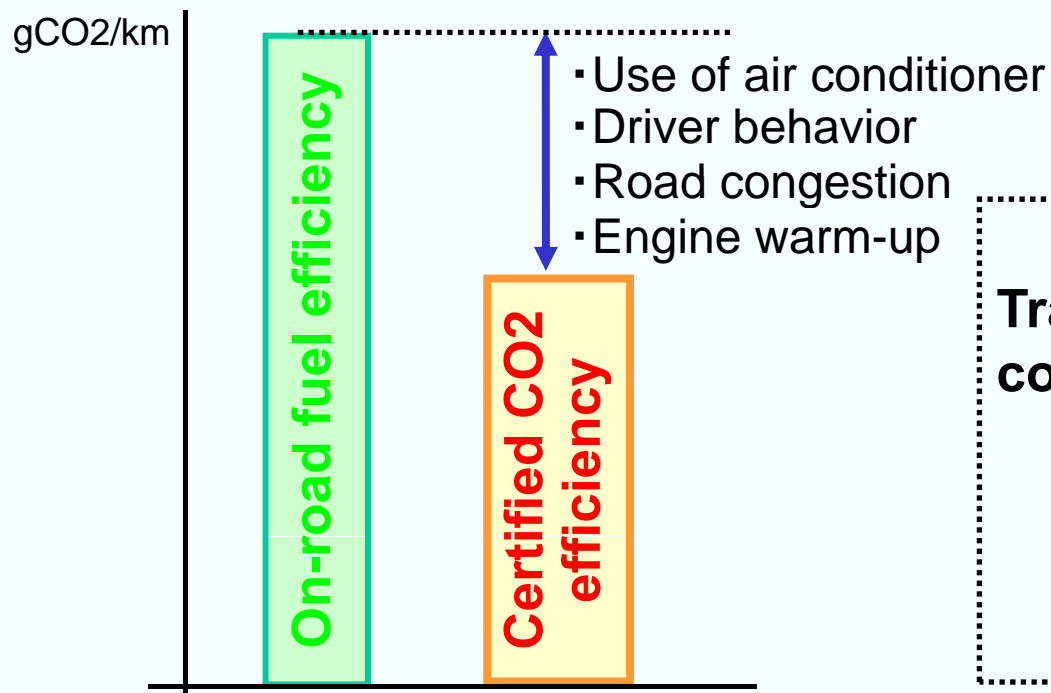 gCO2/km
・Use of air conditioner
・Driver behavior
・Road congestion
・Engine warm-up
On-road fuel efficiency
Certified CO2
efficiency